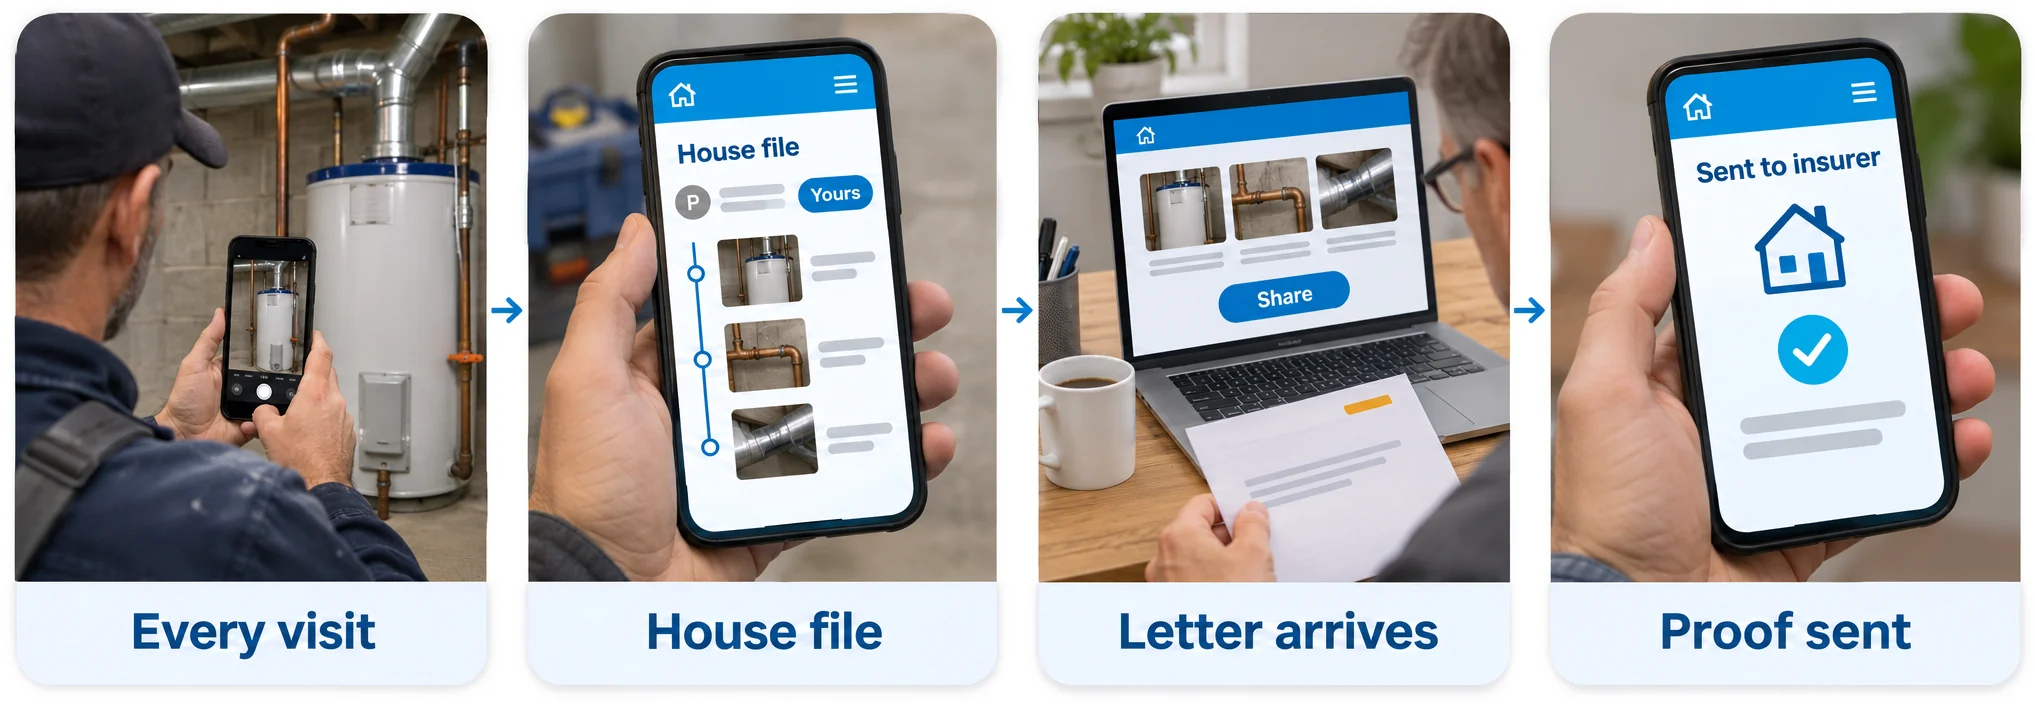 House file
P
Yours
Share
Sent to insurer
Every visit
House file
Letter arrives
Proof sent